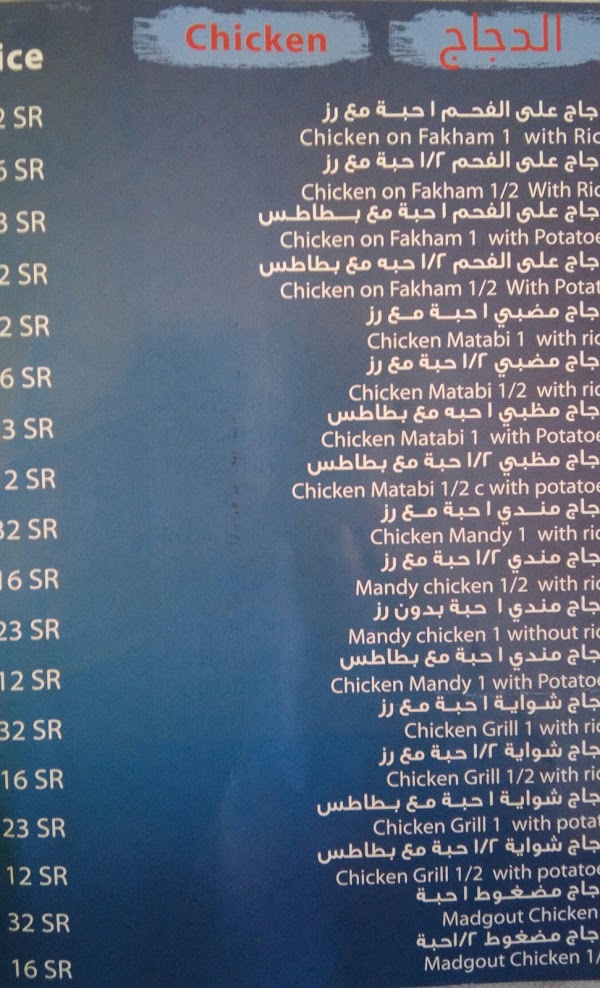 Chicken الدجاج
ice
جاج على الفحم ١ حبة مع رز
2 SR
Chicken on Fakham 1 with Ric
جاج على الفحم ١/٢ حبة مع رز
6 SR
Chicken on Fakham 1/2 With Ric
جاج على الفحم ١ حبة مع بطاطس
3 SR
Chicken on Fakham 1 with Potatoe
جاج على الفحم ١/٢ حبه مع بطاطس
2 SR
Chicken on Fakham 1/2 With Potat
جاج مضبي ١ حبة مع رز
2 SR
Chicken Matabi 1 with ric
جاج مضبي ١/٢ حبة مع رز
6 SR
Chicken Matabi 1/2 with ric
جاج مظبي ١ حبه مع بطاطس
3 SR
Chicken Matabi 1 with Potatoe
جاج مظبي ١/٢ حبة مع بطاطس
2 SR
Chicken Matabi 1/2 c with potatoe
جاج مندي ١ حبة مع رز
32 SR
Chicken Mandy 1 with ric
جاج مندي ١/٢ حبة مع رز
16 SR
Mandy chicken 1/2 with ric
جاج مندي ١ حبة بدون رز
23 SR
Mandy chicken 1 without ric
جاج مندي ١ حبة مع بطاطس
12 SR
Chicken Mandy 1 with Potatoe
جاج شواية ١ حبة مع رز
32 SR
Chicken Grill 1 with ric
جاج شواية ١/٢ حبة مع رز
16 SR
Chicken Grill 1/2 with ric
جاج شواية ١ حبة مع بطاطس
23 SR
Chicken Grill 1 with potat
جاج شواية ١/٢ حبة مع بطاطس
12 SR
Chicken Grill 1/2 with potatoe
جاج مضغوط ١ حبة
32 SR
Madgout Chicken
جاج مضغوط ١/٢حبة
16 SR
Madgout Chicken 1/